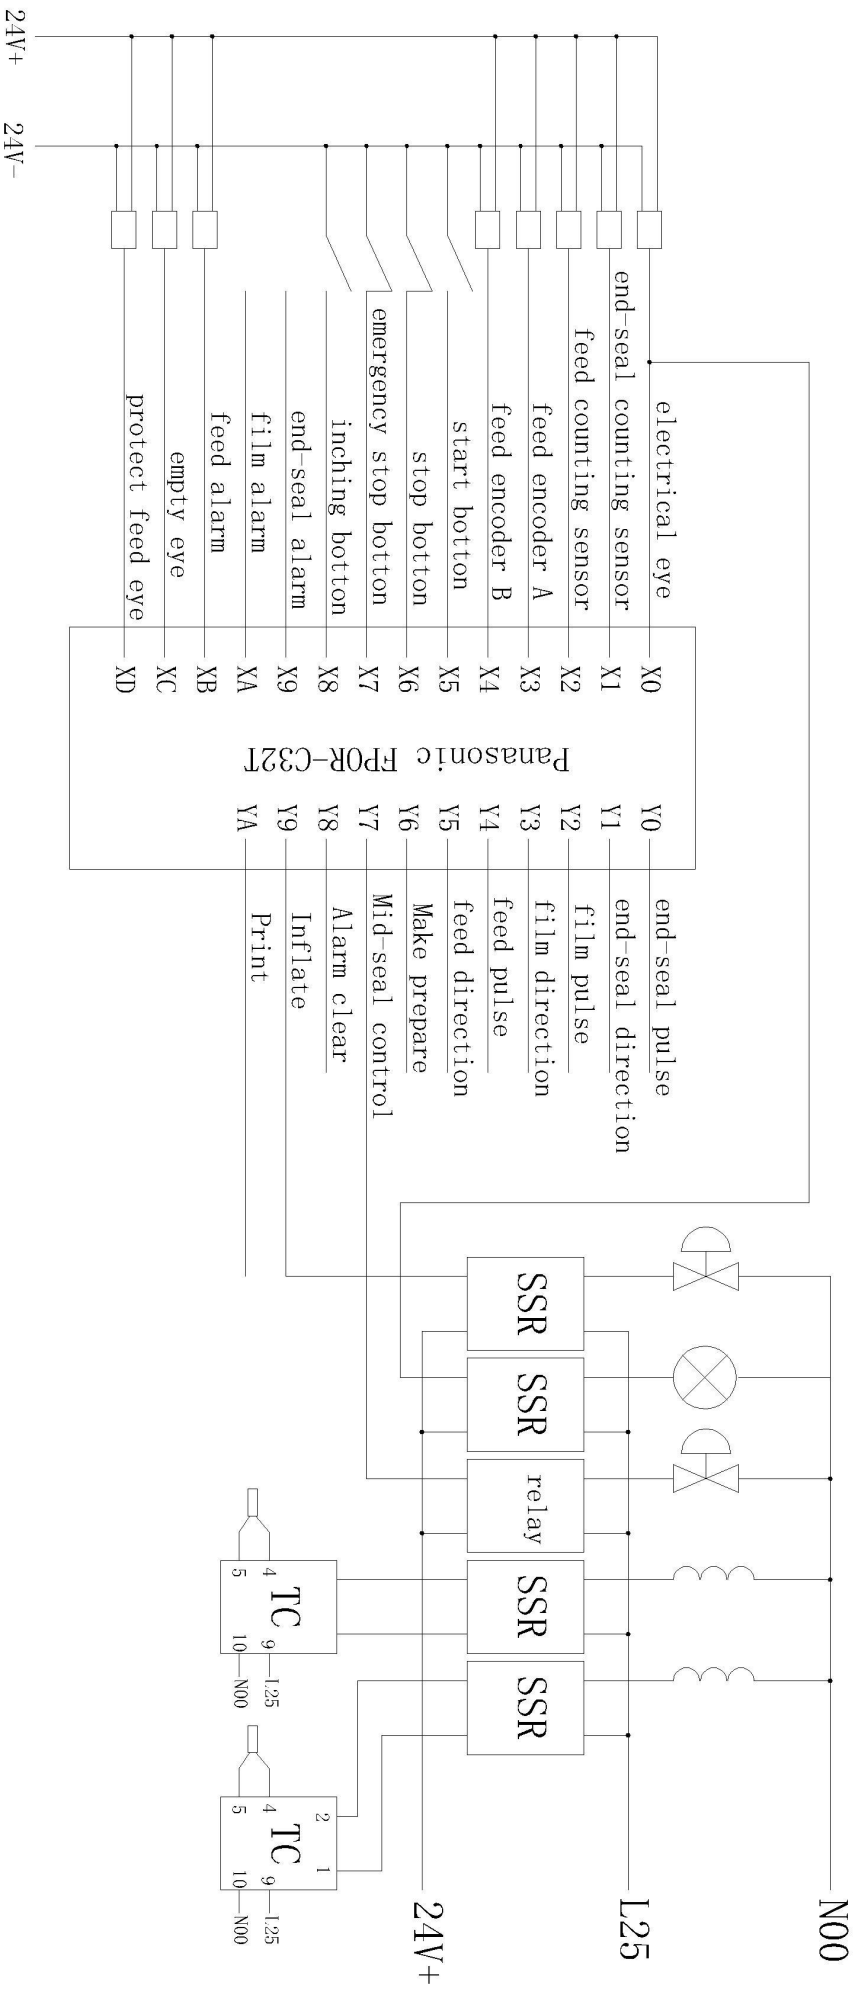 24V+
24V-
electrical eye
end-seal counting sensor
feed counting sensor
feed encoder A
feed encoder B
start botton
stop botton
emergency stop botton
inching botton
end-seal alarm
film alarm
feed alarm
empty eye
protect feed eye
X0
X1
X2
X3
X4
X5
X6
X7
X8
X9
XA
XB
XC
XD
Panasonic FP0R-C32T
Y0
Y1
Y2
Y3
Y4
Y5
Y6
Y7
Y8
Y9
YA
end-seal pulse
end-seal direction
film pulse
film direction
feed pulse
feed direction
Make prepare
Mid-seal control
Alarm clear
Inflate
Print
SSR
SSR
relay
SSR
SSR
4
5
TC
9
10
L25
N00
2
1
4
5
TC
9
10
L25
N00
N00
L25
24V+